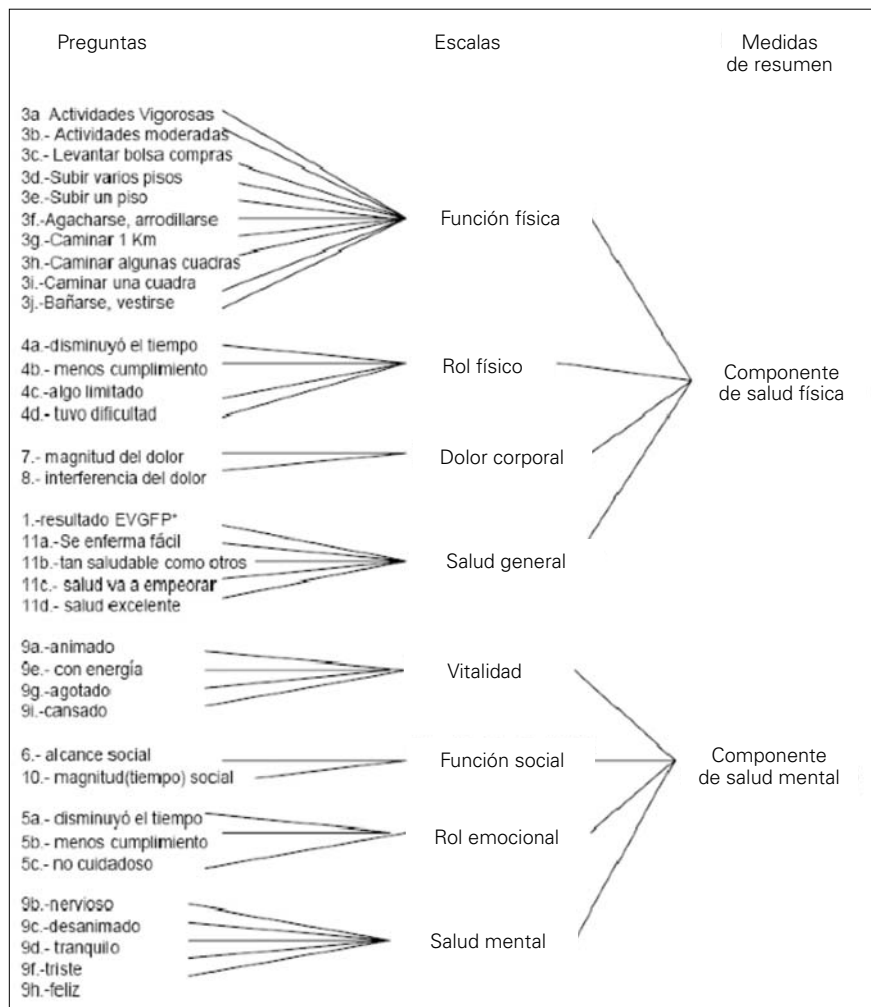 Preguntas
Escalas
Medidas
de resumen
3a Actividades Vigorosas
3b.- Actividades moderadas
3c.- Levantar bolsa compras
3d.-Subir varios pisos
3e.-Subir un piso
3f.-Agacharse, arrodillarse
3g.-Caminar 1 Km
3h.-Caminar algunas cuadras
3i.-Caminar una cuadra
3j.-Bañarse, vestirse
Función física
4a.-disminuyó el tiempo
4b.- menos cumplimiento
4c.-algo limitado
4d.- tuvo dificultad
Rol físico
7.- magnitud del dolor
8.- interferencia del dolor
Dolor corporal
1.-resultado EVGFP*
11a.-Se enferma fácil
11b.-tan saludable como otros
11c.- salud va a empeorar
11d.- salud excelente
Salud general
Componente
de salud física
9a.-animado
9e.- con energía
9g.-agotado
9i.-cansado
Vitalidad
6.- alcance social
10.- magnitud(tiempo) social
Función social
5a.- disminuyó el tiempo
5b.- menos cumplimiento
5c.- no cuidadoso
Rol emocional
9b.-nervioso
9c.-desanimado
9d.- tranquilo
9f.-triste
9h.-feliz
Salud mental
Componente
de salud mental